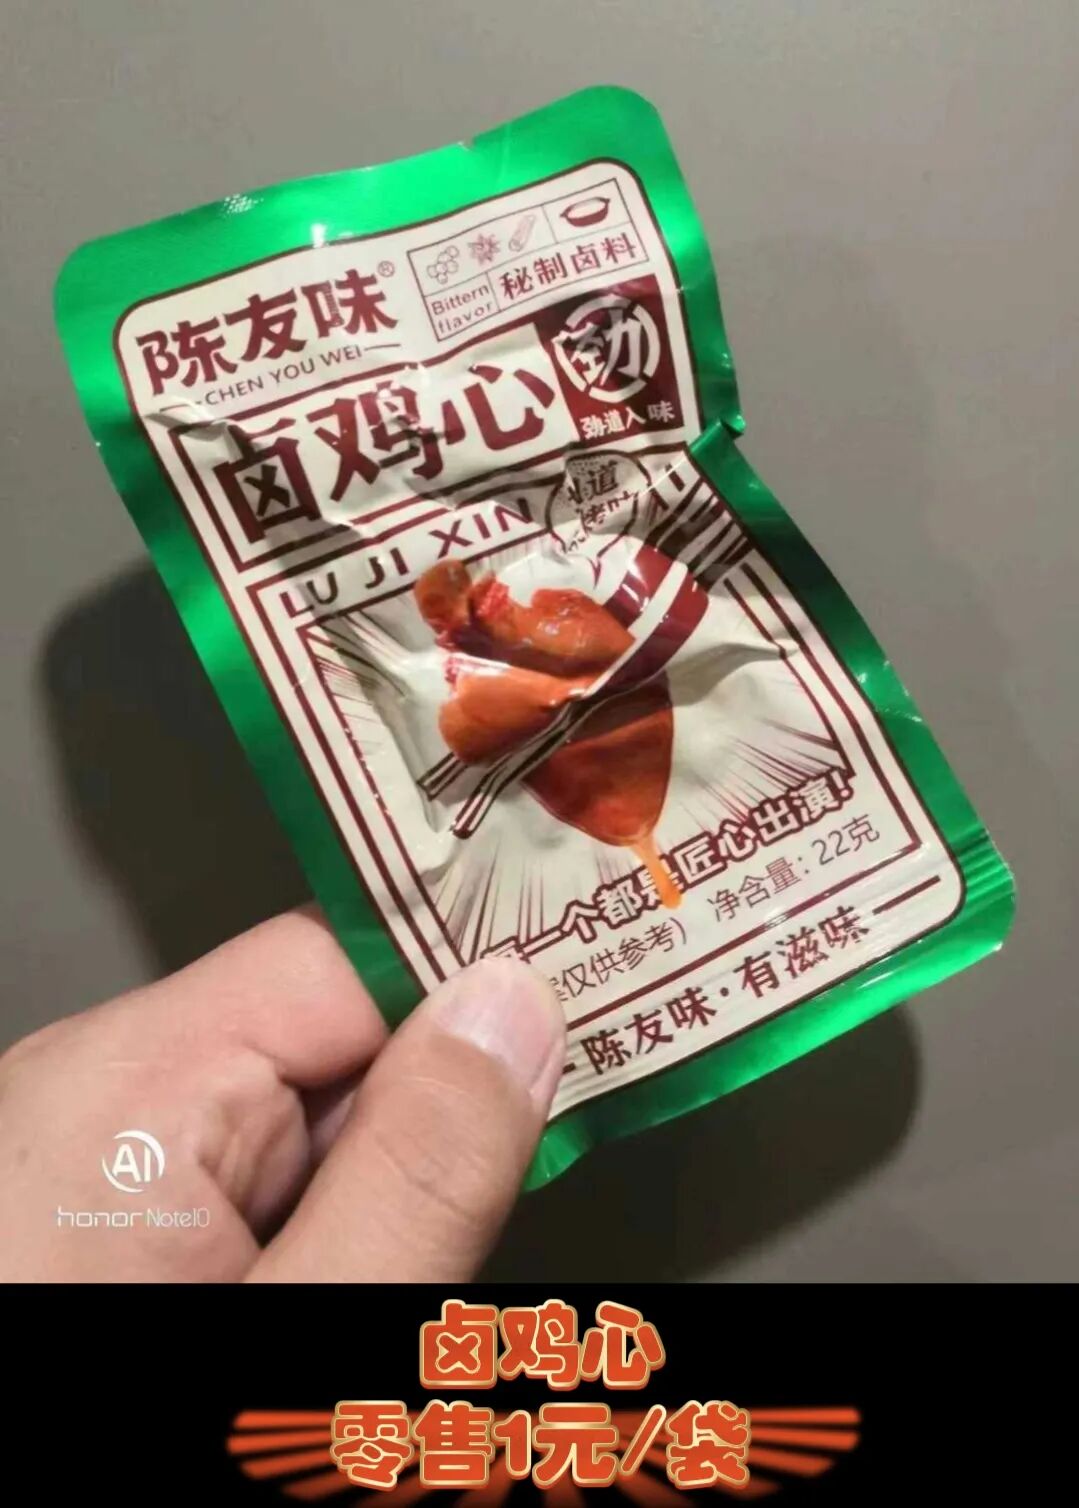 陈友味®
CHEN YOU WEI
Bittern
flavor
秘制卤料
卤鸡心
劲
劲道入味
LU JI XIN
一个都是匠心出演!
仅供参考)
净含量:22克
陈友味·有滋味
AI
honor Note10
卤鸡心
零售1元/袋